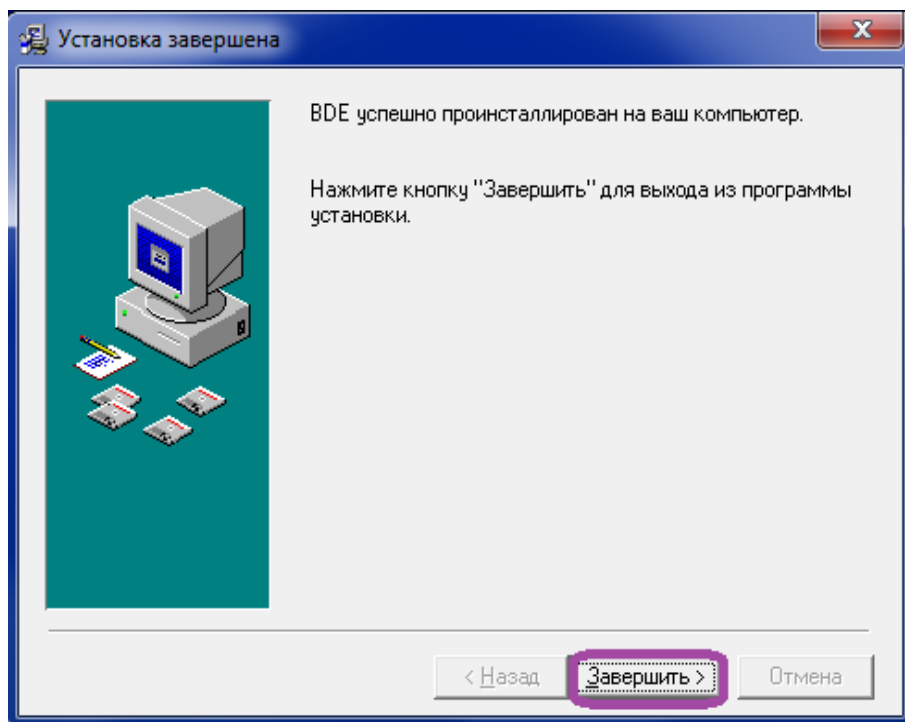 Установка завершена
BDE успешно проинсталлирован на ваш компьютер.
Нажмите кнопку "Завершить" для выхода из программы
установки.
< Назад
Завершить >
Отмена